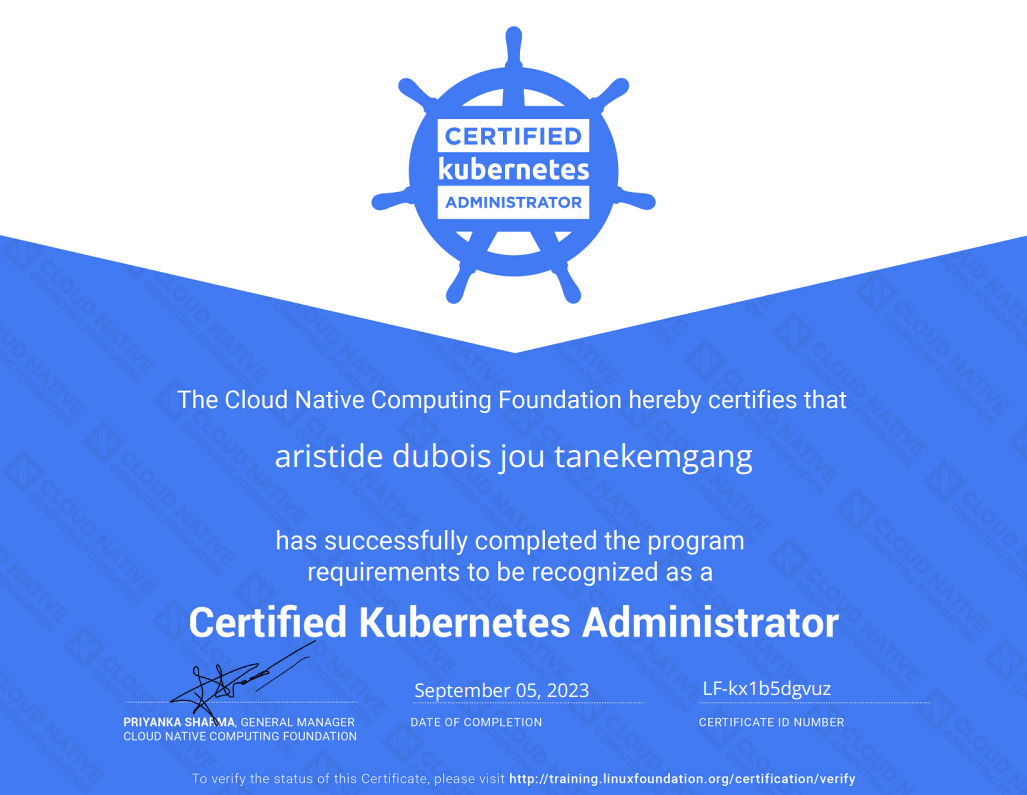 CERTIFIED
kubernetes
ADMINISTRATOR
The Cloud Native Computing Foundation hereby certifies that
aristide dubois jou tanekemgang
has successfully completed the program
requirements to be recognized as a
Certified Kubernetes Administrator
September 05, 2023
LF-kx1b5dgvuz
PRIYANKA SHARMA, GENERAL MANAGER
CLOUD NATIVE COMPUTING FOUNDATION
DATE OF COMPLETION
CERTIFICATE ID NUMBER
To verify the status of this Certificate, please visit http://training.linuxfoundation.org/certification/verify